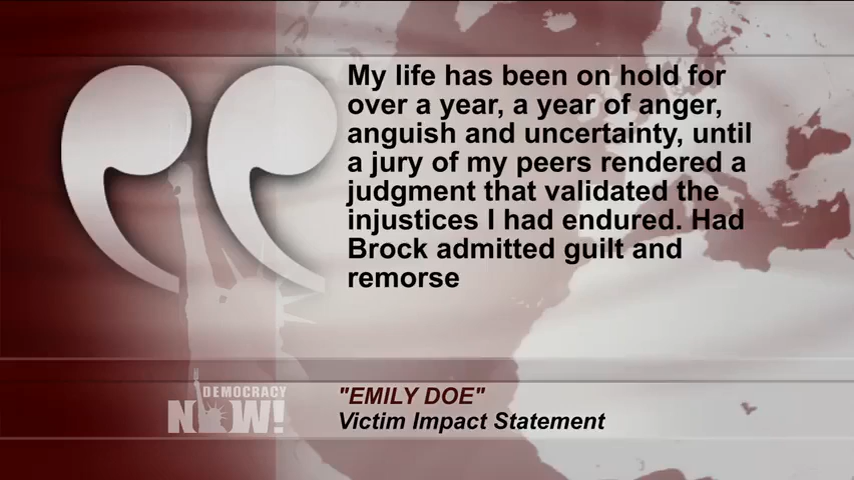 My life has been on hold for
over a year, a year of anger,
anguish and uncertainty, until
a jury of my peers rendered a
judgment that validated the
injustices I had endured. Had
Brock admitted guilt and
remorse
"EMILY DOE"
Victim Impact Statement
DEMOCRACY
NOW!